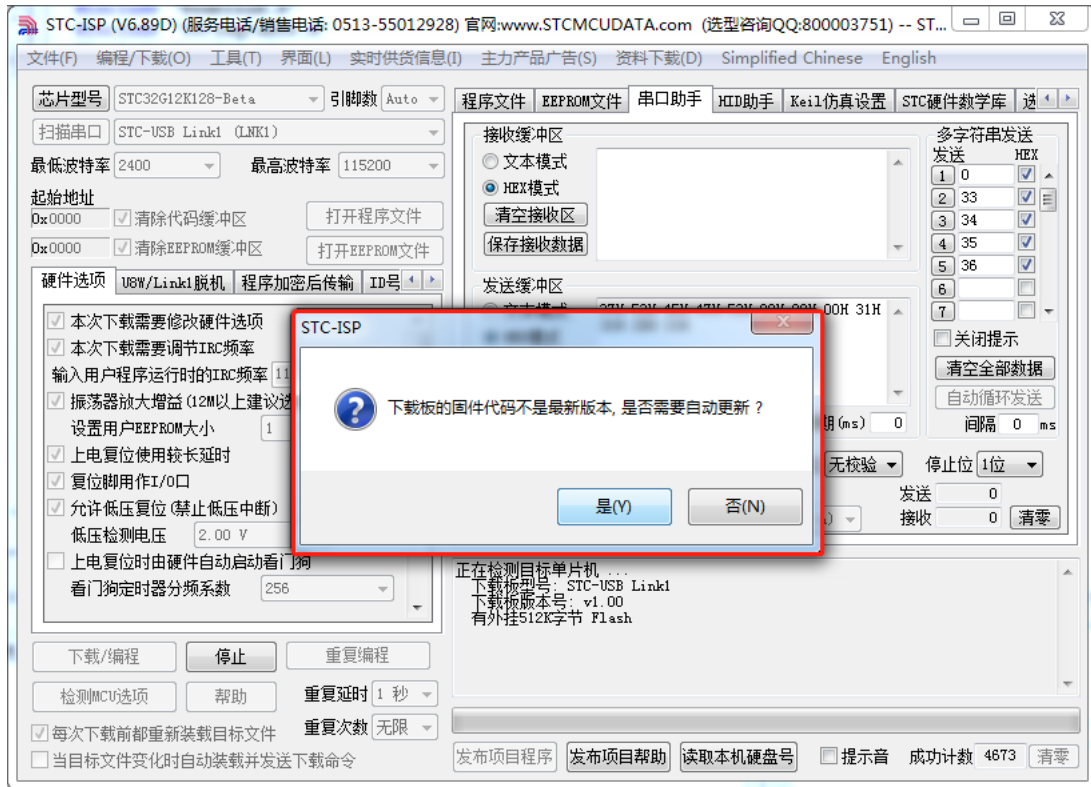 STC-ISP (V6.89D) (服务电话/销售电话: 0513-55012928) 官网:www.STCMCUDATA.com (选型咨询QQ:800003751) -- ST...
文件(F) 编程/下载(O) 工具(T) 界面(L) 实时供货信息(I) 主力产品广告(S) 资料下载(D) Simplified Chinese English
芯片型号 STC32G12K128-Beta 引脚数 Auto
扫描串口 STC-USB Link1 (LNK1)
最低波特率 2400 最高波特率 115200
起始地址
0x0000 清除代码缓冲区 打开程序文件
0x0000 清除EEPROM缓冲区 打开EEPROM文件
硬件选项 U8W/Link1脱机 程序加密后传输 ID号
本次下载需要修改硬件选项
本次下载需要调节IRC频率
输入用户程序运行时的IRC频率 11
振荡器放大增益(12M以上建议选
设置用户EEPROM大小 1
上电复位使用较长延时
复位脚用作I/O口
允许低压复位(禁止低压中断)
低压检测电压 2.00 V
上电复位时由硬件自动启动看门狗
看门狗定时器分频系数 256
下载/编程 停止 重复编程
检测MCU选项 帮助 重复延时 1 秒
每次下载前都重新装载目标文件 重复次数 无限
当目标文件变化时自动装载并发送下载命令
程序文件 EEPROM文件 串口助手 HID助手 Keil仿真设置 STC硬件数学库
接收缓冲区
文本模式
HEX模式
清空接收区
保存接收数据
发送缓冲区
00H 31H
多字符串发送
发送 HEX
1 0
2 33
3 34
4 35
5 36
6
7
关闭提示
清空全部数据
自动循环发送
间隔 0 ms
期(ms) 0
无校验 停止位 1位
发送 0
接收 0 清零
STC-ISP
下载板的固件代码不是最新版本, 是否需要自动更新 ?
是(Y) 否(N)
正在检测目标单片机 ...
下载板型号: STC-USB Link1
下载板版本号: v1.00
有外挂512K字节 Flash
发布项目程序 发布项目帮助 读取本机硬盘号 提示音 成功计数 4673 清零